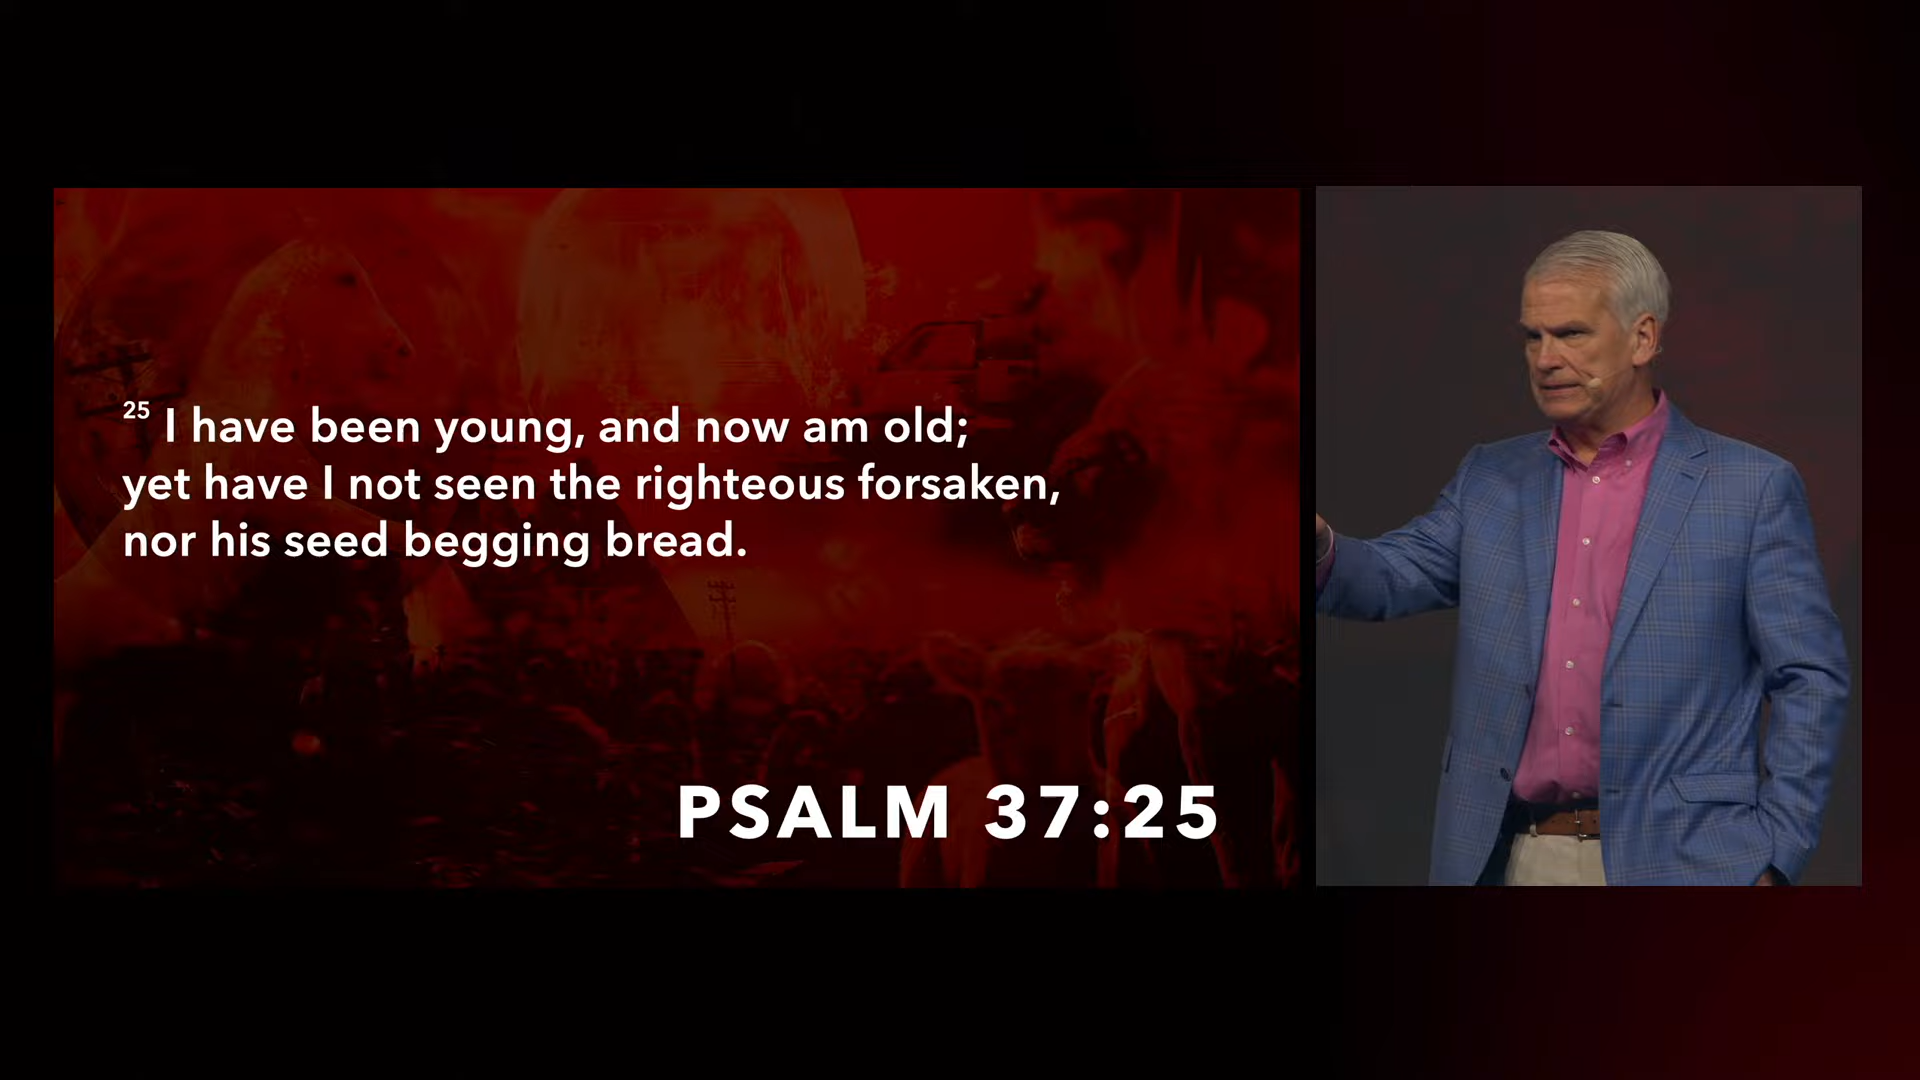 25 I have been young, and now am old;
yet have I not seen the righteous forsaken,
nor his seed begging bread.
PSALM 37:25